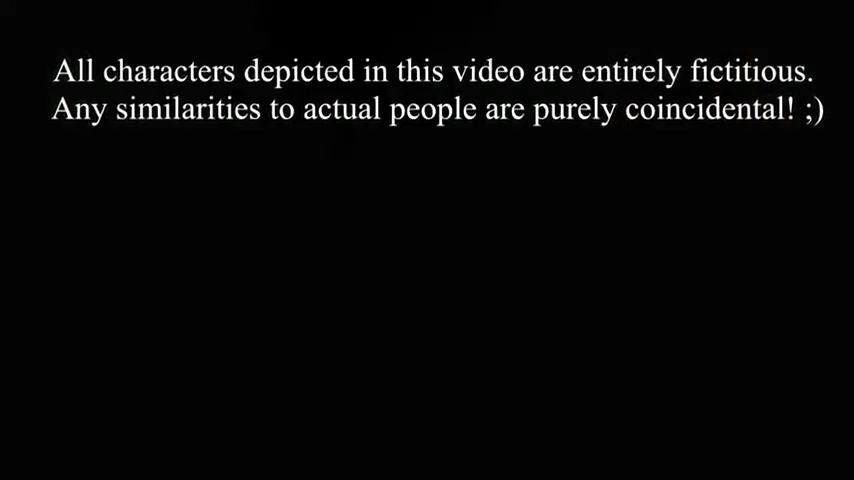 All characters depicted in this video are entirely fictitious.
Any similarities to actual people are purely coincidental! ;)